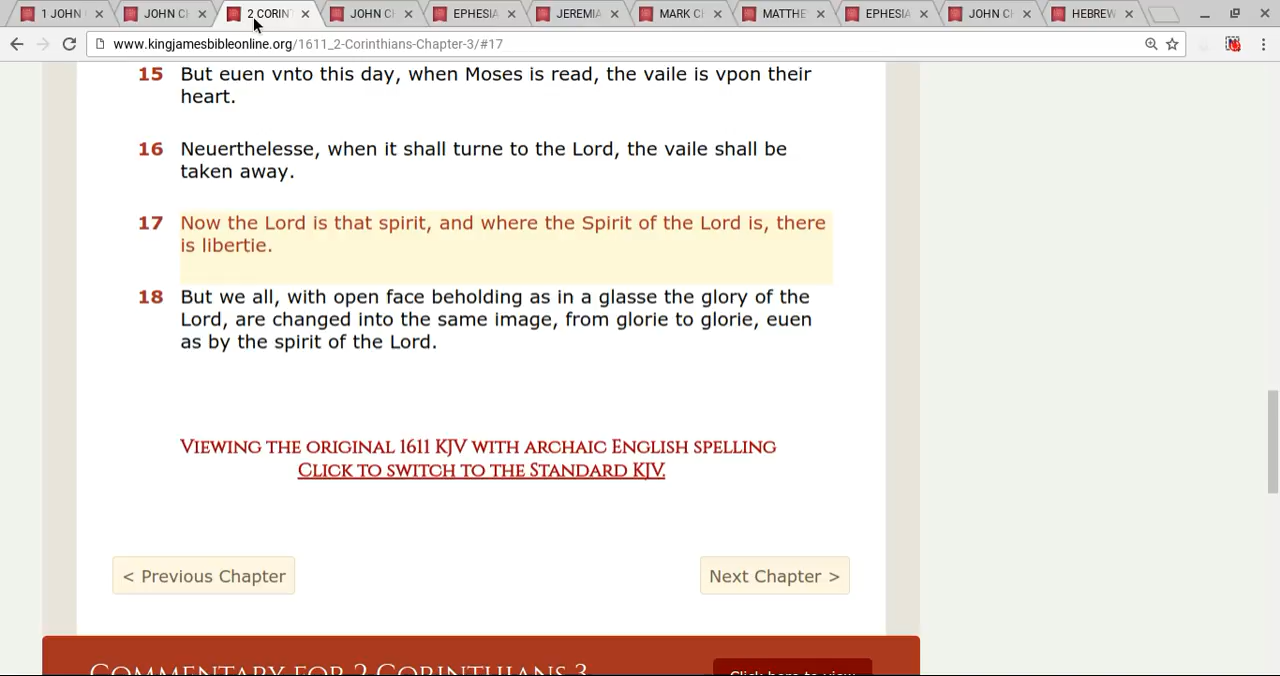 1 JOHN
JOHN C
2 CORIN
JOHN C
EPHESIA
JEREMIA
MARK C
MATTHE
EPHESIA
JOHN C
HEBREW
www.kingjamesbibleonline.org/1611_2-Corinthians-Chapter-3/#17
15 But euen vnto this day, when Moses is read, the vaile is vpon their
heart.
16 Neuerthelesse, when it shall turne to the Lord, the vaile shall be
taken away.
17 Now the Lord is that spirit, and where the Spirit of the Lord is, there
is libertie.
18 But we all, with open face beholding as in a glasse the glory of the
Lord, are changed into the same image, from glorie to glorie, euen
as by the spirit of the Lord.
Viewing the original 1611 KJV with archaic English spelling
Click to switch to the Standard KJV.
< Previous Chapter
Next Chapter >
Commentary for 2 Corinthians 3
Click here to view